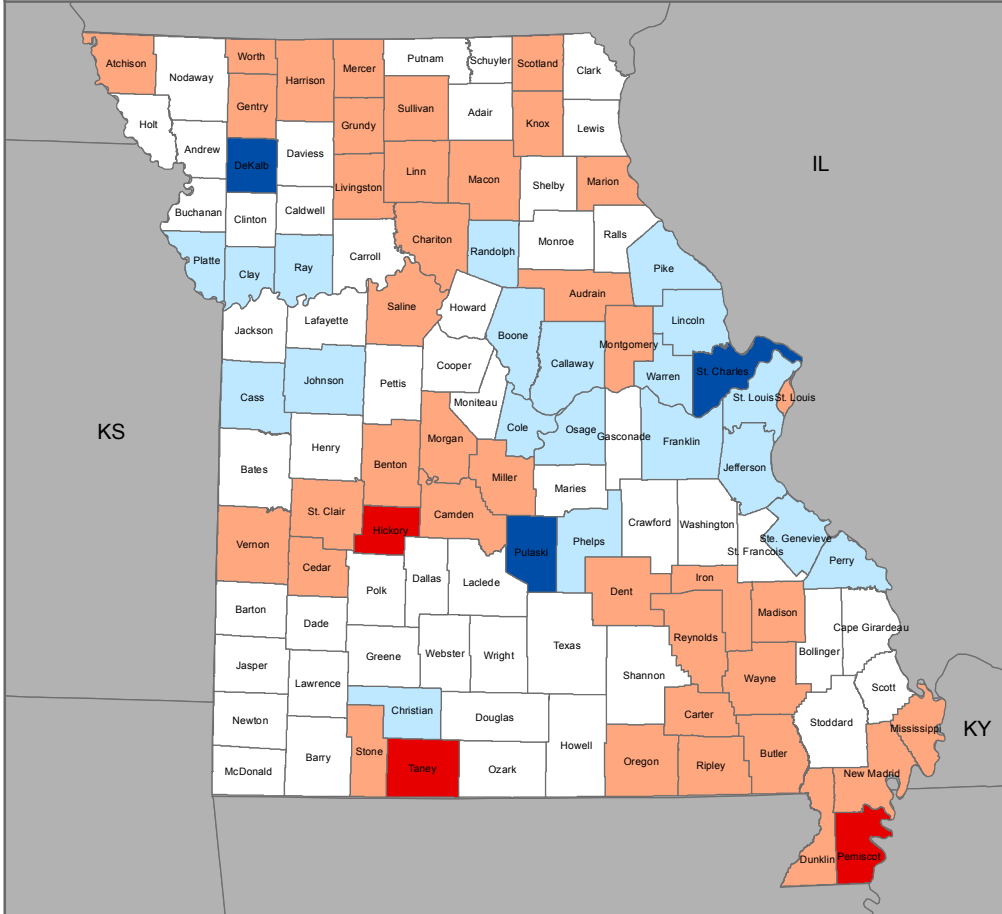 Atchison
Nodaway
Worth
Harrison
Mercer
Putnam
Schuyler
Scotland
Clark
Gentry
Sullivan
Adair
Knox
Lewis
Holt
Grundy
Andrew
DeKalb
Daviess
IL
Livingston
Linn
Macon
Shelby
Marion
Buchanan
Clinton
Caldwell
Chariton
Randolph
Monroe
Ralls
Platte
Clay
Ray
Carroll
Pike
Audrain
Jackson
Lafayette
Saline
Howard
Boone
Lincoln
Callaway
Montgomery
Cass
Johnson
Pettis
Cooper
Warren
St. Charles
Moniteau
St. Louis
St. Louis
KS
Cole
Osage
Gasconade
Franklin
Bates
Henry
Benton
Morgan
Miller
Jefferson
Maries
St. Clair
Camden
Hickory
Crawford
Washington
Vernon
Cedar
Pulaski
Phelps
St. Francois
Ste. Genevieve
Perry
Polk
Dallas
Laclede
Dent
Iron
Barton
Dade
Madison
Cape Girardeau
Jasper
Greene
Webster
Wright
Texas
Reynolds
Bollinger
Lawrence
Shannon
Wayne
Scott
Newton
Christian
Douglas
Carter
Stoddard
Mississippi
KY
McDonald
Barry
Stone
Taney
Ozark
Howell
Oregon
Ripley
Butler
New Madrid
Dunklin
Pemiscot